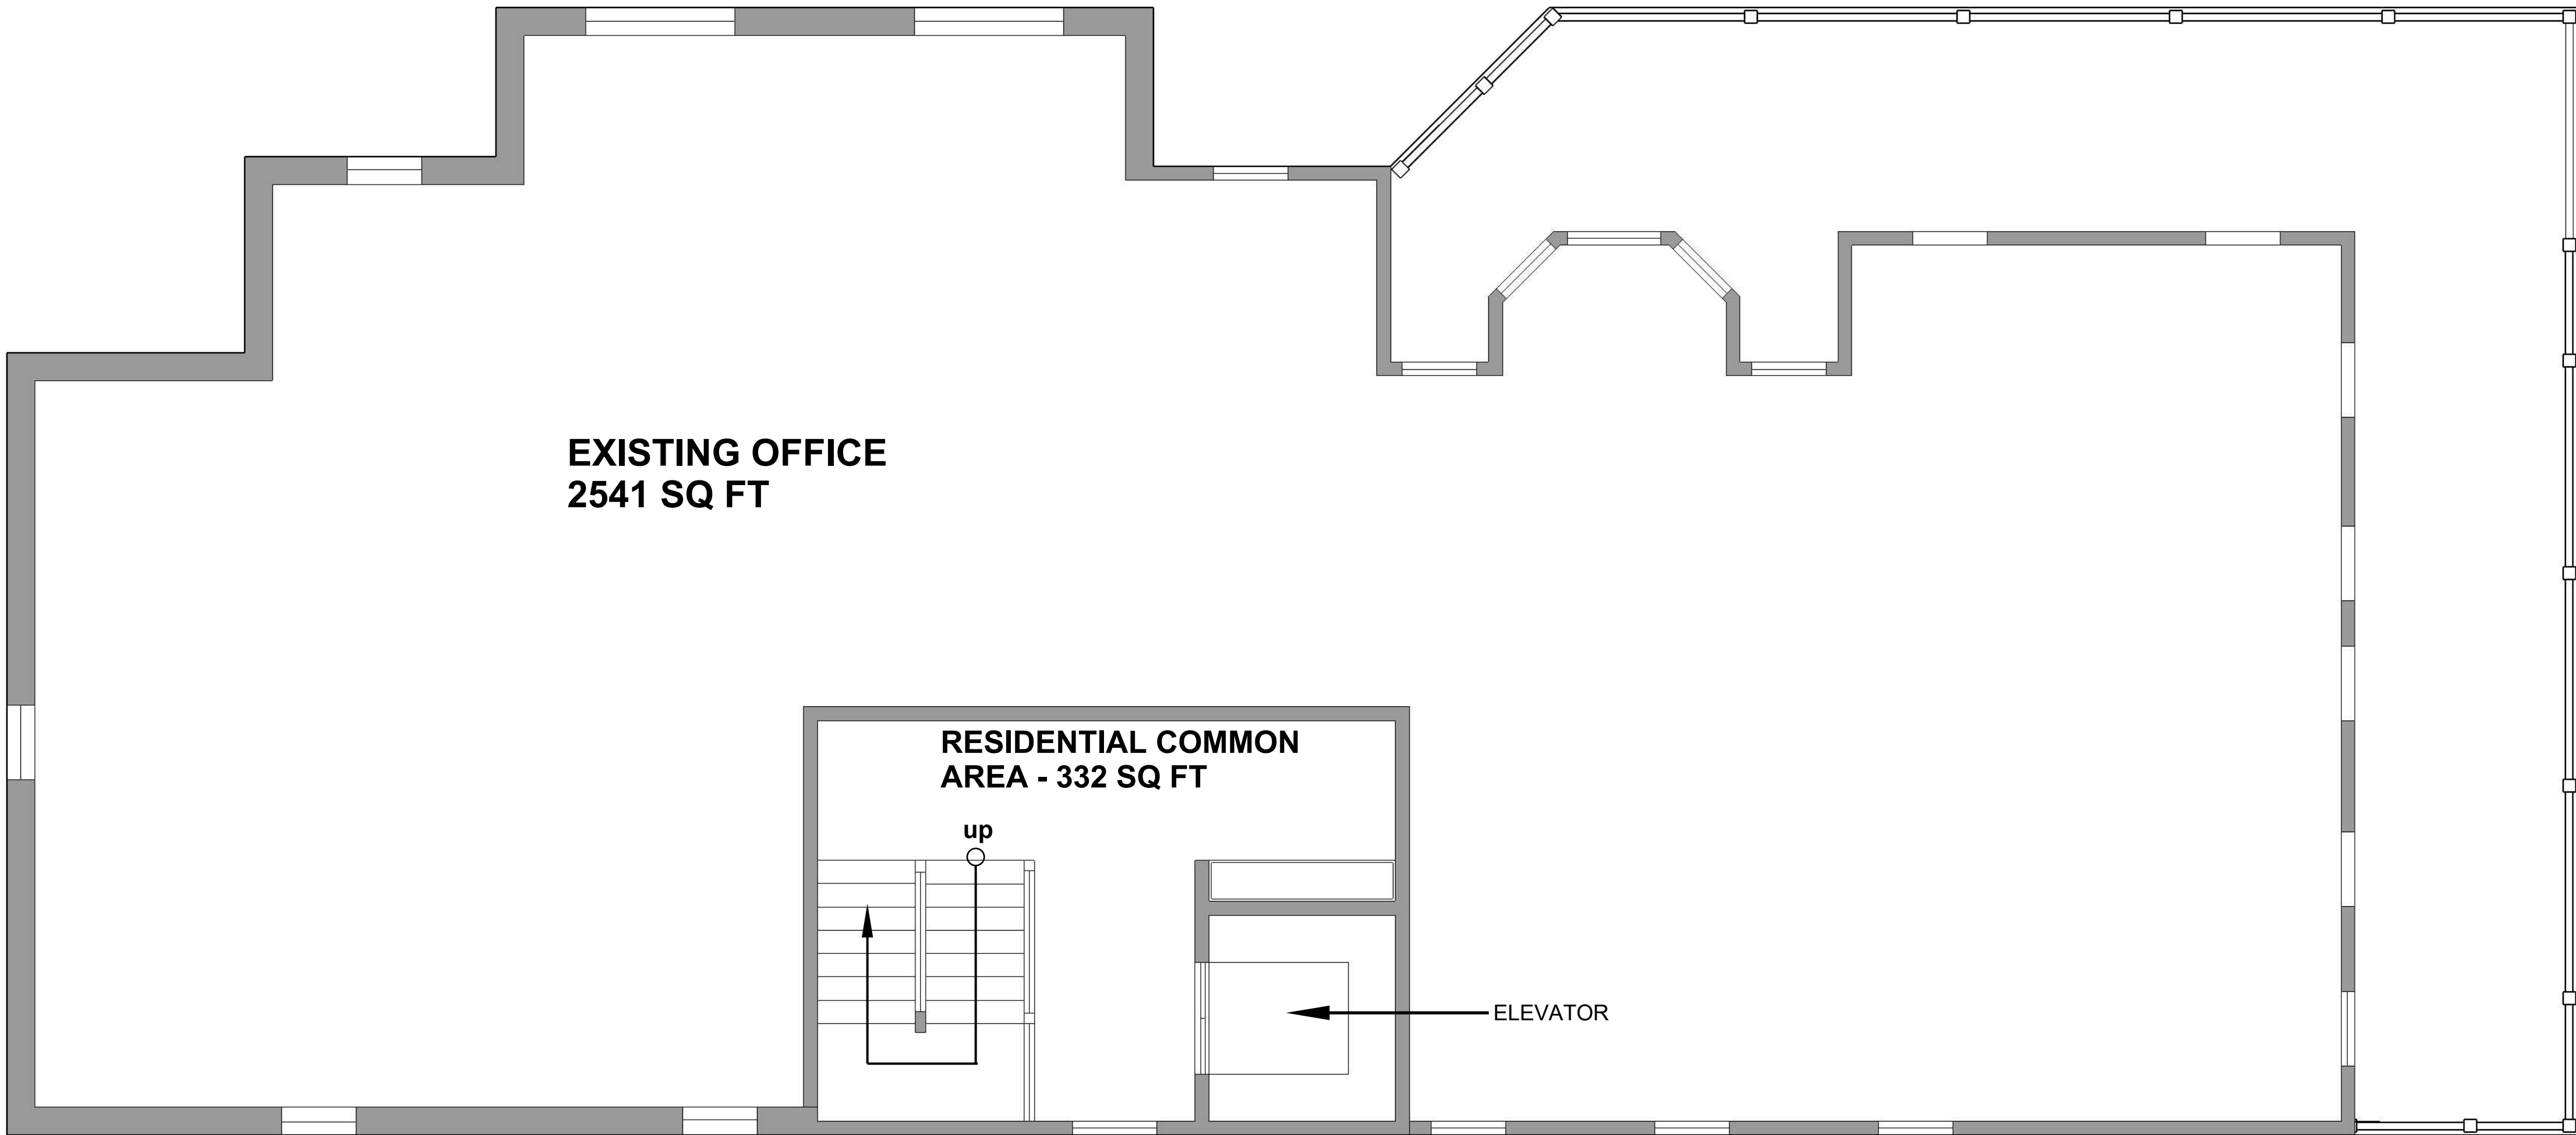 EXISTING OFFICE
2541 SQ FT
RESIDENTIAL COMMON
AREA - 332 SQ FT
up
ELEVATOR